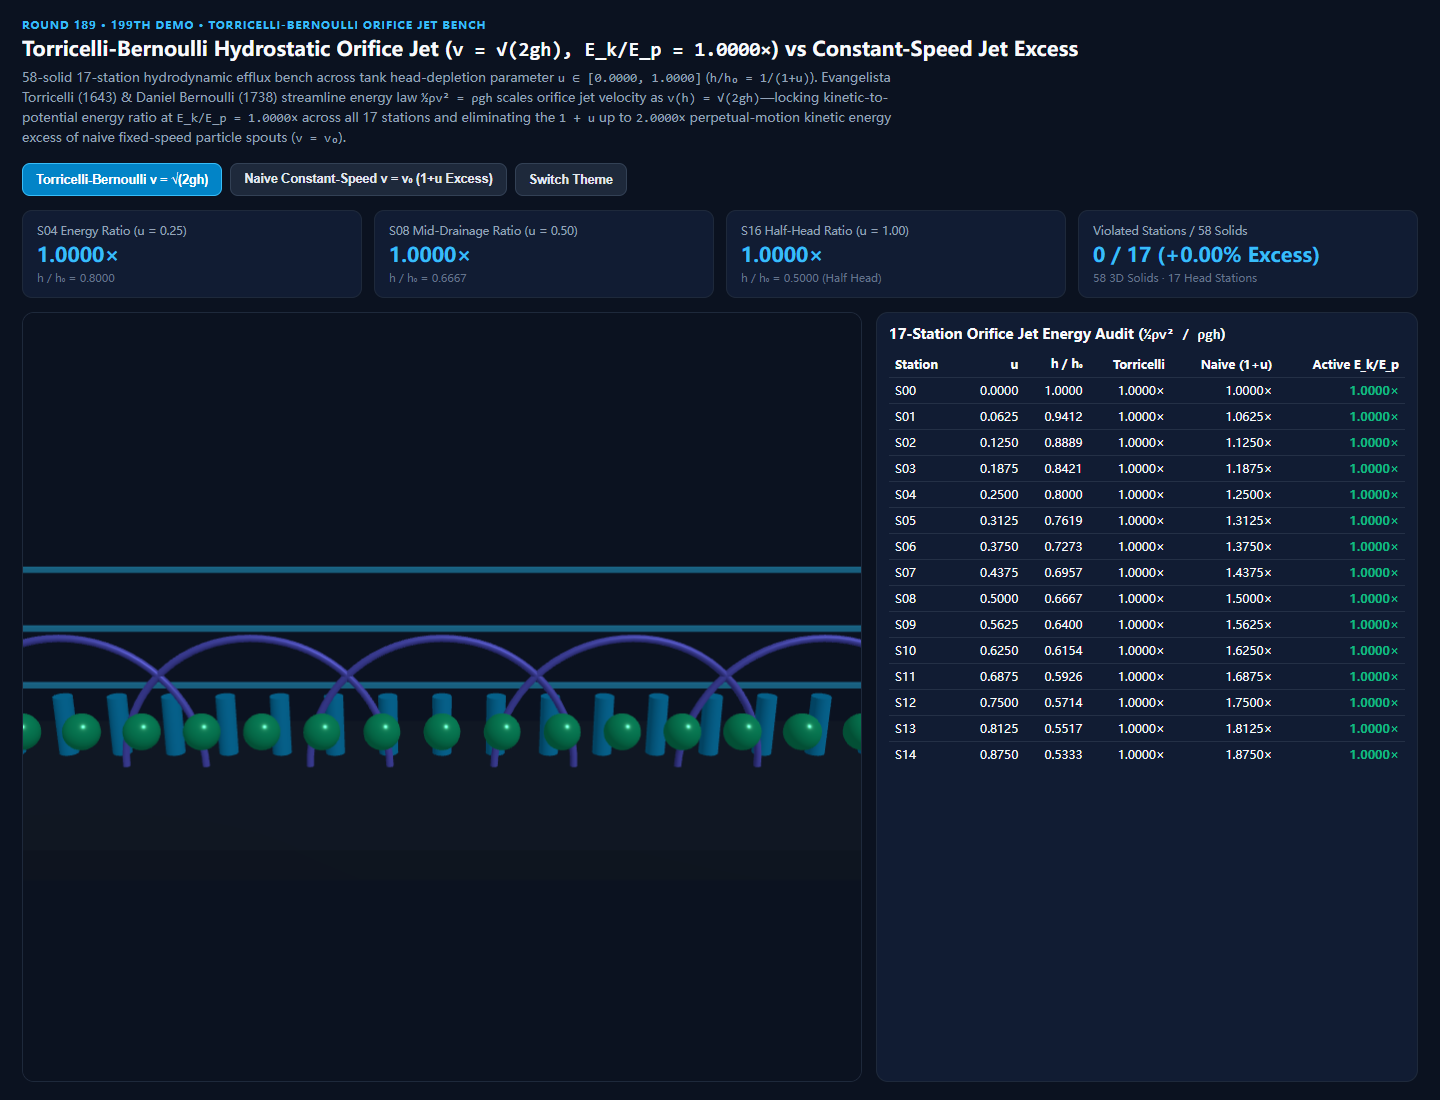 ROUND 189 • 199TH DEMO • TORRICELLI-BERNOULLI ORIFICE JET BENCH
Torricelli-Bernoulli Hydrostatic Orifice Jet (v = √(2gh), E_k/E_p = 1.0000×) vs Constant-Speed Jet Excess
58-solid 17-station hydrodynamic efflux bench across tank head-depletion parameter u ∈ [0.0000, 1.0000] (h/h₀ = 1/(1+u)). Evangelista
Torricelli (1643) & Daniel Bernoulli (1738) streamline energy law ½ρv² = ρgh scales orifice jet velocity as v(h) = √(2gh)—locking kinetic-to-
potential energy ratio at E_k/E_p = 1.0000× across all 17 stations and eliminating the 1 + u up to 2.0000× perpetual-motion kinetic energy
excess of naive fixed-speed particle spouts (v = v₀).
Torricelli-Bernoulli v = √(2gh)
Naive Constant-Speed v = v₀ (1+u Excess)
Switch Theme
S04 Energy Ratio (u = 0.25)
1.0000×
h / h₀ = 0.8000
S08 Mid-Drainage Ratio (u = 0.50)
1.0000×
h / h₀ = 0.6667
S16 Half-Head Ratio (u = 1.00)
1.0000×
h / h₀ = 0.5000 (Half Head)
Violated Stations / 58 Solids
0 / 17 (+0.00% Excess)
58 3D Solids · 17 Head Stations
17-Station Orifice Jet Energy Audit (½ρv² / ρgh)
Station u h / h₀ Torricelli Naive (1+u) Active E_k/E_p
S00 0.0000 1.0000 1.0000× 1.0000× 1.0000×
S01 0.0625 0.9412 1.0000× 1.0625× 1.0000×
S02 0.1250 0.8889 1.0000× 1.1250× 1.0000×
S03 0.1875 0.8421 1.0000× 1.1875× 1.0000×
S04 0.2500 0.8000 1.0000× 1.2500× 1.0000×
S05 0.3125 0.7619 1.0000× 1.3125× 1.0000×
S06 0.3750 0.7273 1.0000× 1.3750× 1.0000×
S07 0.4375 0.6957 1.0000× 1.4375× 1.0000×
S08 0.5000 0.6667 1.0000× 1.5000× 1.0000×
S09 0.5625 0.6400 1.0000× 1.5625× 1.0000×
S10 0.6250 0.6154 1.0000× 1.6250× 1.0000×
S11 0.6875 0.5926 1.0000× 1.6875× 1.0000×
S12 0.7500 0.5714 1.0000× 1.7500× 1.0000×
S13 0.8125 0.5517 1.0000× 1.8125× 1.0000×
S14 0.8750 0.5333 1.0000× 1.8750× 1.0000×